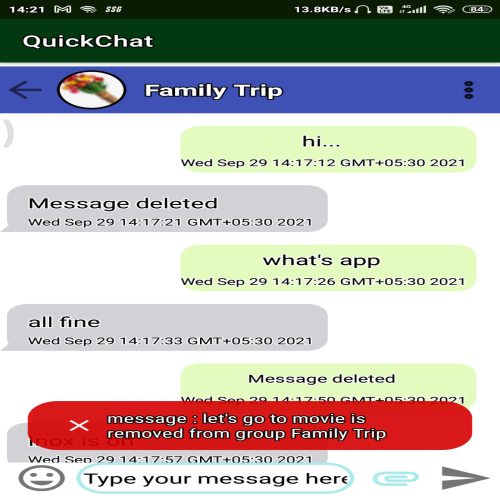 14:21 SSG 13.8KB/s 4G 84
QuickChat
Family Trip
hi...
Wed Sep 29 14:17:12 GMT+05:30 2021
Message deleted
Wed Sep 29 14:17:21 GMT+05:30 2021
what's app
Wed Sep 29 14:17:26 GMT+05:30 2021
all fine
Wed Sep 29 14:17:33 GMT+05:30 2021
Message deleted
Wed Sep 29 14:17:50 GMT+05:30 2021
message : let's go to movie is
removed from group Family Trip
Inox is on
Wed Sep 29 14:17:57 GMT+05:30 2021
Type your message here